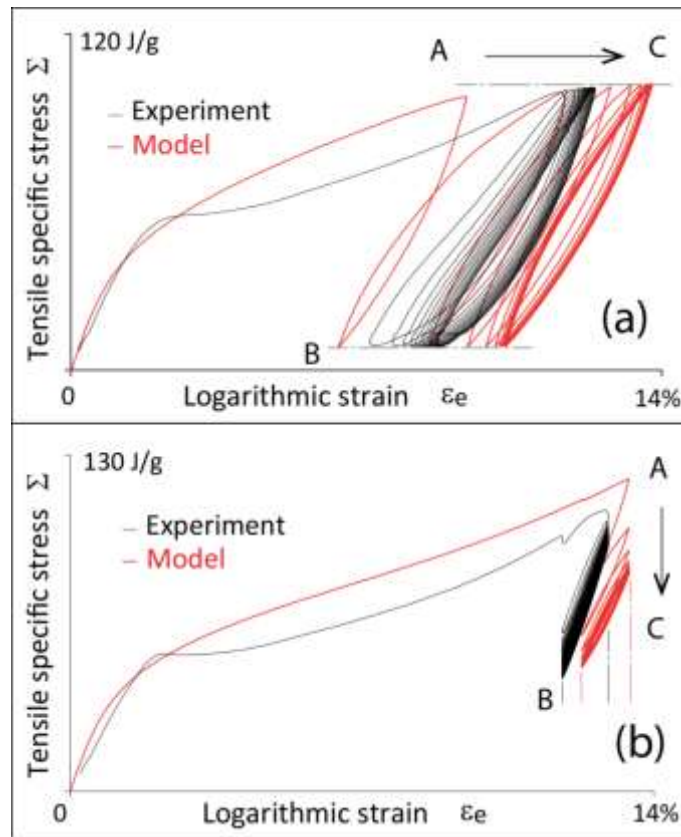 120 J/g
A
C
Experiment
Model
Tensile specific stress Σ
(a)
B
0
Logarithmic strain εe
14%
130 J/g
A
Experiment
Model
Tensile specific stress Σ
C
B
(b)
0
Logarithmic strain εe
14%